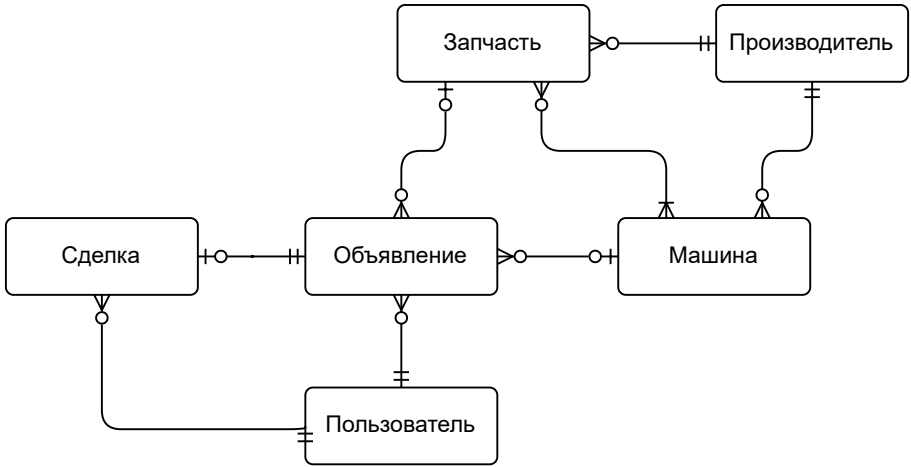 Запчасть
Производитель
Сделка
Объявление
Машина
Пользователь